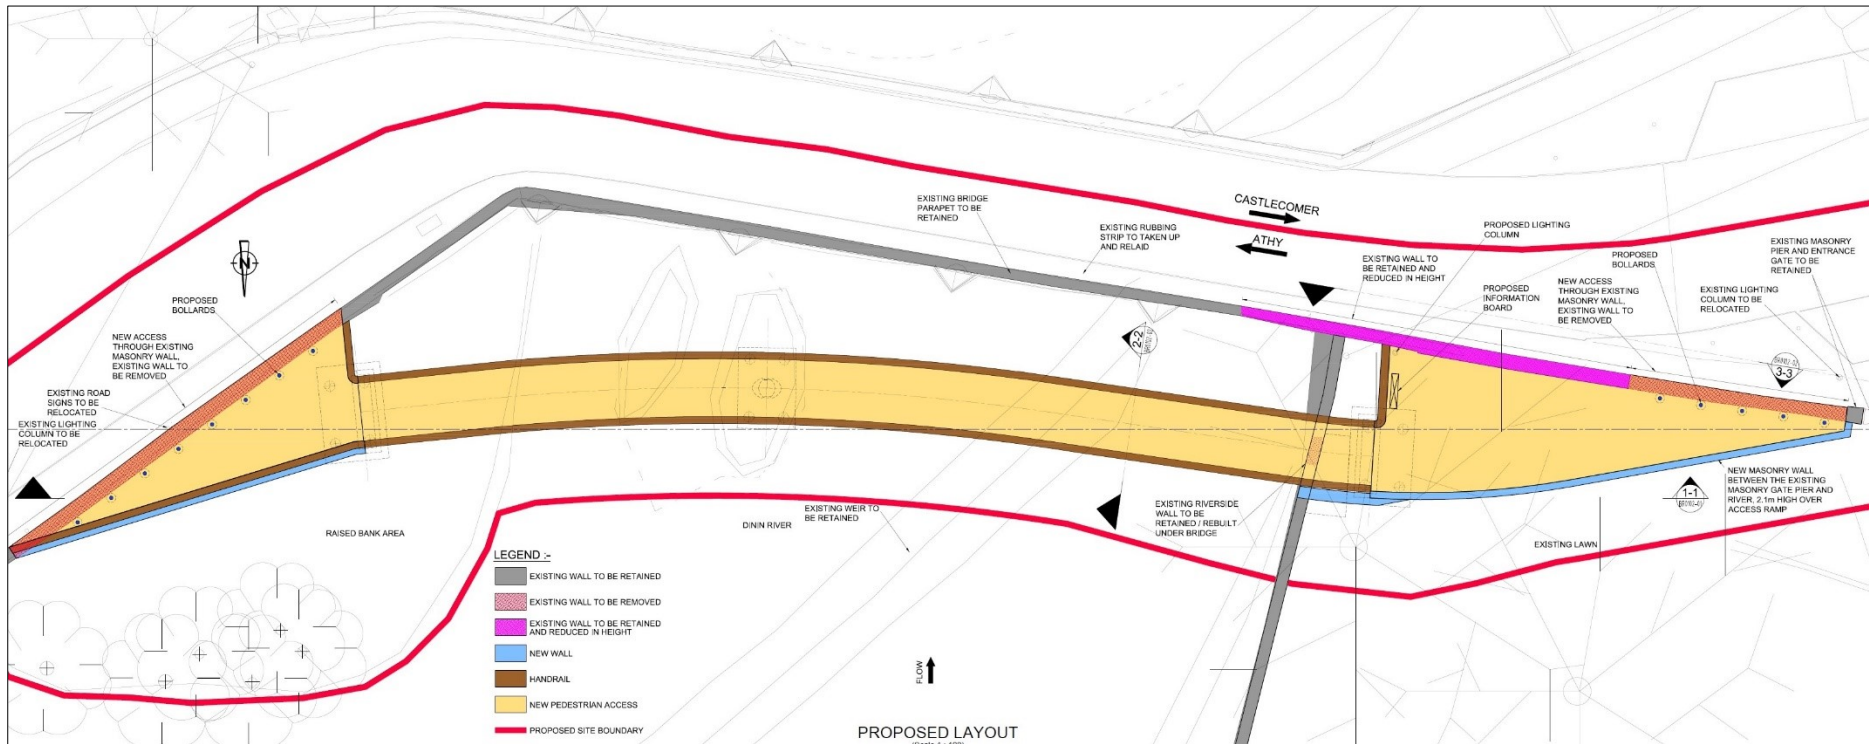 CASTLECOMER
ATHY
EXISTING BRIDGE
PARAPET TO BE
RETAINED
EXISTING RUBBING
STRIP TO TAKEN UP
AND RELAID
PROPOSED LIGHTING
COLUMN
EXISTING WALL TO
BE RETAINED AND
REDUCED IN HEIGHT
PROPOSED
INFORMATION
BOARD
PROPOSED
BOLLARDS
NEW ACCESS
THROUGH EXISTING
MASONRY WALL,
EXISTING WALL TO
BE REMOVED
EXISTING MASONRY
PIER AND ENTRANCE
GATE TO BE
RETAINED
EXISTING LIGHTING
COLUMN TO BE
RELOCATED
N
PROPOSED
BOLLARDS
NEW ACCESS
THROUGH EXISTING
MASONRY WALL,
EXISTING WALL TO
BE REMOVED
EXISTING ROAD
SIGNS TO BE
RELOCATED
EXISTING LIGHTING
COLUMN TO BE
RELOCATED
2-2
3-3
1-1
RAISED BANK AREA
DININ RIVER
EXISTING WEIR TO
BE RETAINED
EXISTING RIVERSIDE
WALL TO BE
RETAINED / REBUILT
UNDER BRIDGE
NEW MASONRY WALL
BETWEEN THE EXISTING
MASONRY GATE PIER AND
RIVER, 2.1m HIGH OVER
ACCESS RAMP
EXISTING LAWN
LEGEND :-
EXISTING WALL TO BE RETAINED
EXISTING WALL TO BE REMOVED
EXISTING WALL TO BE RETAINED
AND REDUCED IN HEIGHT
NEW WALL
HANDRAIL
NEW PEDESTRIAN ACCESS
PROPOSED SITE BOUNDARY
FLOW
PROPOSED LAYOUT